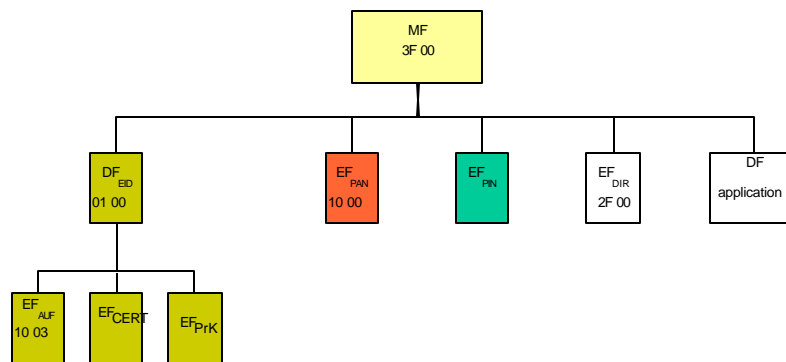 MF
3F 00
DF EID
01 00
EF PAN
10 00
EF PIN
EF DIR
2F 00
DF
application
EF AUF
10 03
EF CERT
EF PrK